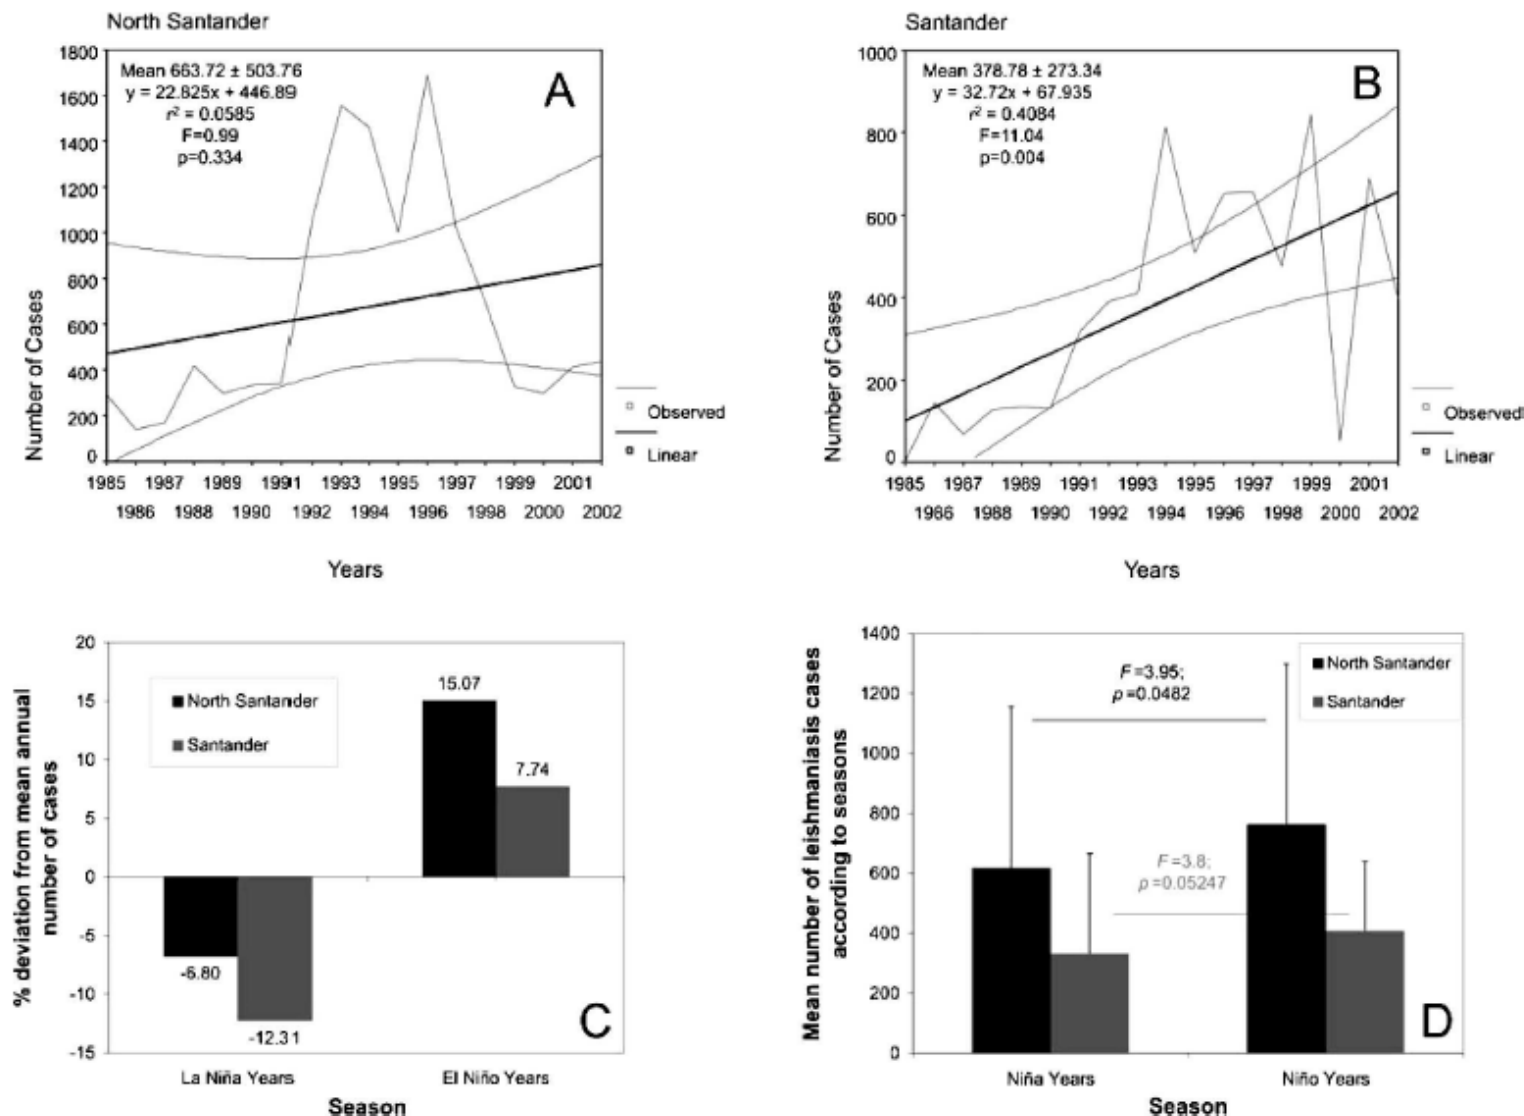 North Santander
Mean 663.72 ± 503.76
y = 22.825x + 446.89
r² = 0.0585
F=0.99
p=0.334
A
1800
1600
1400
1200
1000
800
600
400
200
0
Number of Cases
1985 1987 1989 1991 1993 1995 1997 1999 2001
1986 1988 1990 1992 1994 1996 1998 2000 2002
Years
Observed
Linear
Santander
Mean 378.78 ± 273.34
y = 32.72x + 67.935
r² = 0.4084
F=11.04
p=0.004
B
1000
800
600
400
200
0
Number of Cases
1985 1987 1989 1991 1993 1995 1997 1999 2001
1986 1988 1990 1992 1994 1996 1998 2000 2002
Years
Observed
Linear
% deviation from mean annual
number of cases
20
15
10
5
0
-5
-10
-15
North Santander
Santander
15.07
7.74
-6.80
-12.31
C
La Niña Years El Niño Years
Season
Mean number of leishmaniasis cases
according to seasons
1400
1200
1000
800
600
400
200
0
North Santander
Santander
F=3.95;
p=0.0482
F=3.8;
p=0.05247
D
Niña Years Niño Years
Season